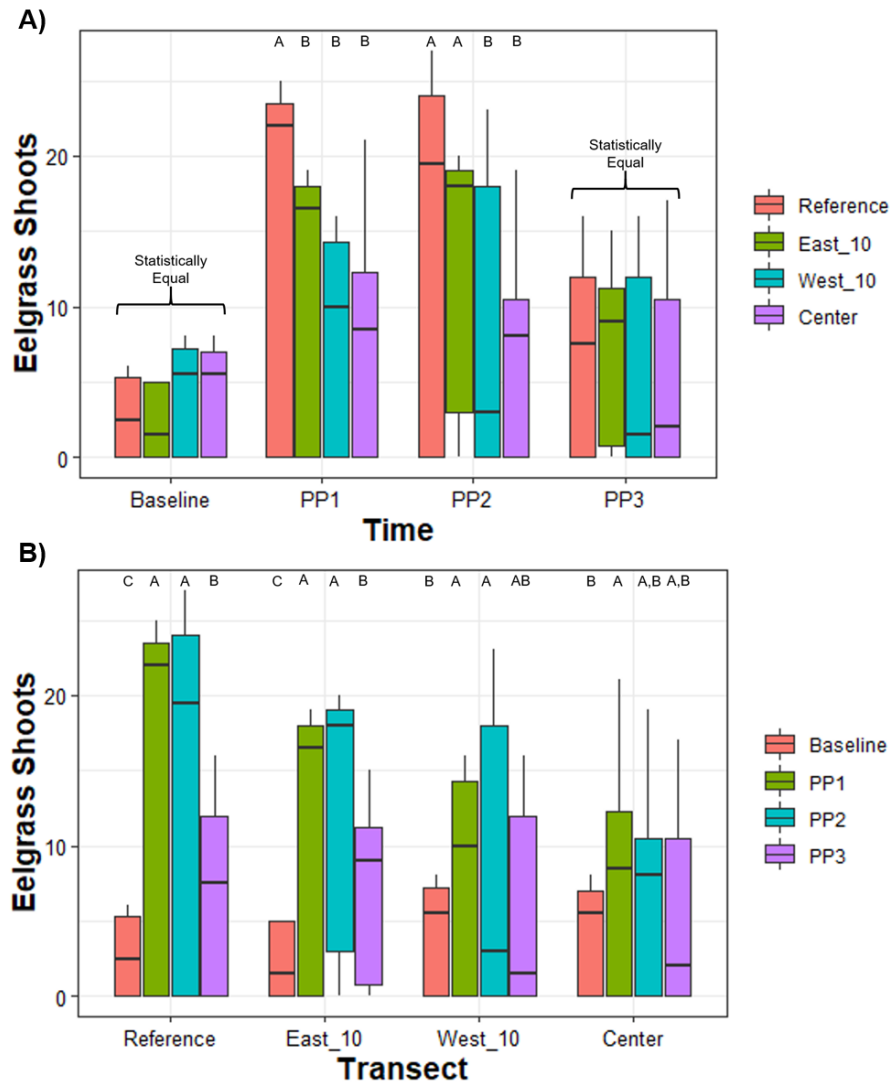 A)
A B B B A A B B
Eelgrass Shoots
20
10
0
Statistically
Equal
Statistically
Equal
Baseline PP1 PP2 PP3
Time
Reference
East_10
West_10
Center
B)
C A A B C A A B B A A AB B A A,B A,B
Eelgrass Shoots
20
10
0
Reference East_10 West_10 Center
Transect
Baseline
PP1
PP2
PP3